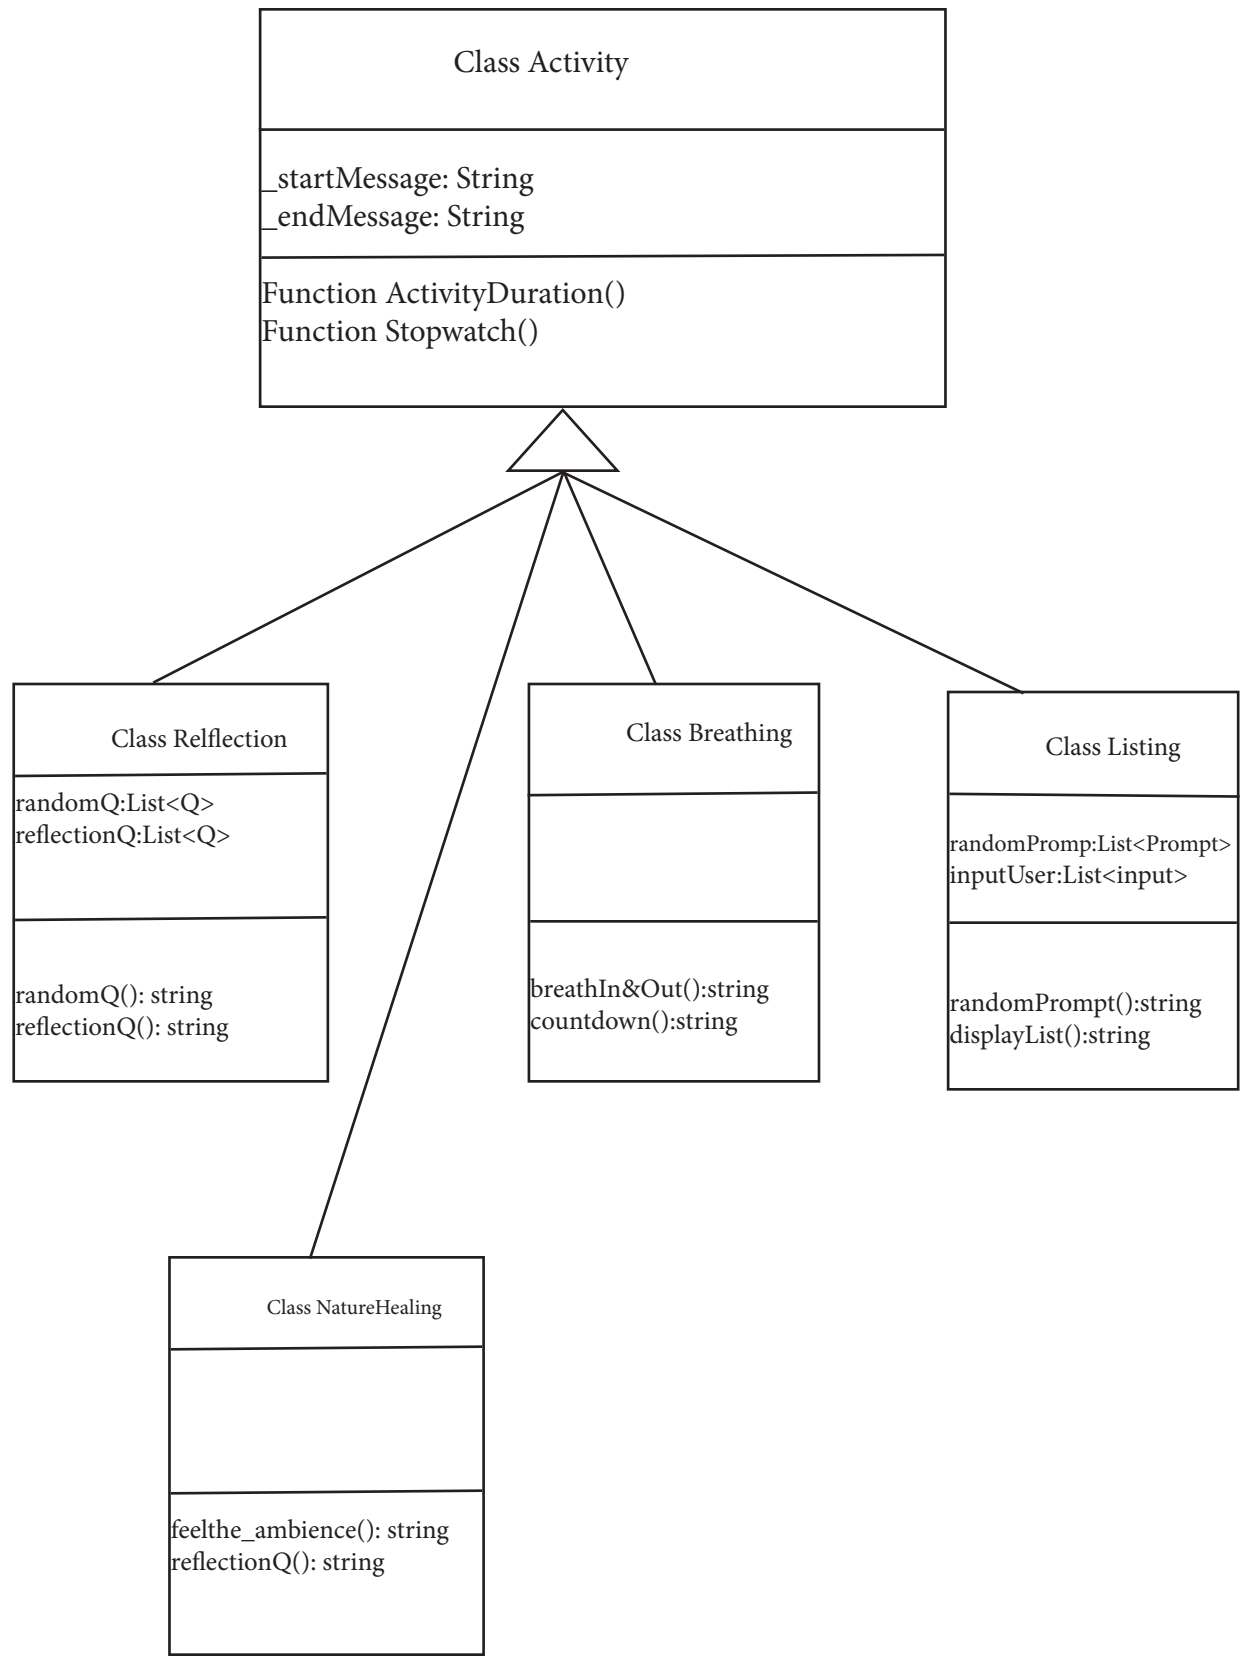 Class Activity
_startMessage: String
_endMessage: String
Function ActivityDuration()
Function Stopwatch()
Class Relflection
randomQ:List<Q>
reflectionQ:List<Q>
randomQ(): string
reflectionQ(): string
Class Breathing
breathIn&Out():string
countdown():string
Class Listing
randomPromp:List<Prompt>
inputUser:List<input>
randomPrompt():string
displayList():string
Class NatureHealing
feelthe_ambience(): string
reflectionQ(): string